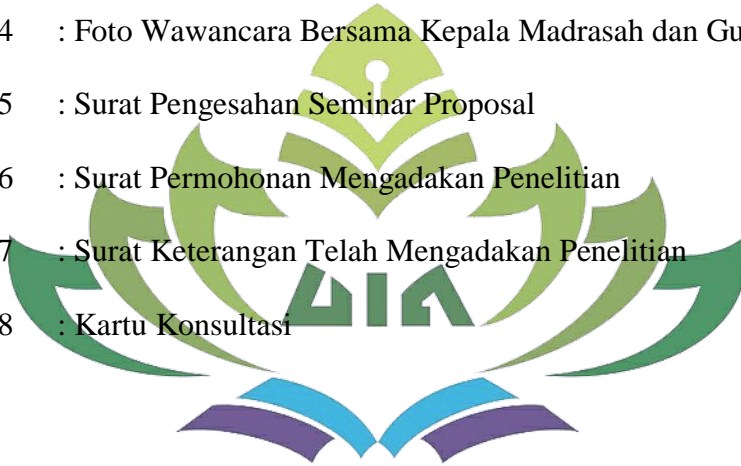 4 : Foto Wawancara Bersama Kepala Madrasah dan Gu
5 : Surat Pengesahan Seminar Proposal
6 : Surat Permohonan Mengadakan Penelitian
7 : Surat Keterangan Telah Mengadakan Penelitian
8 : Kartu Konsultasi